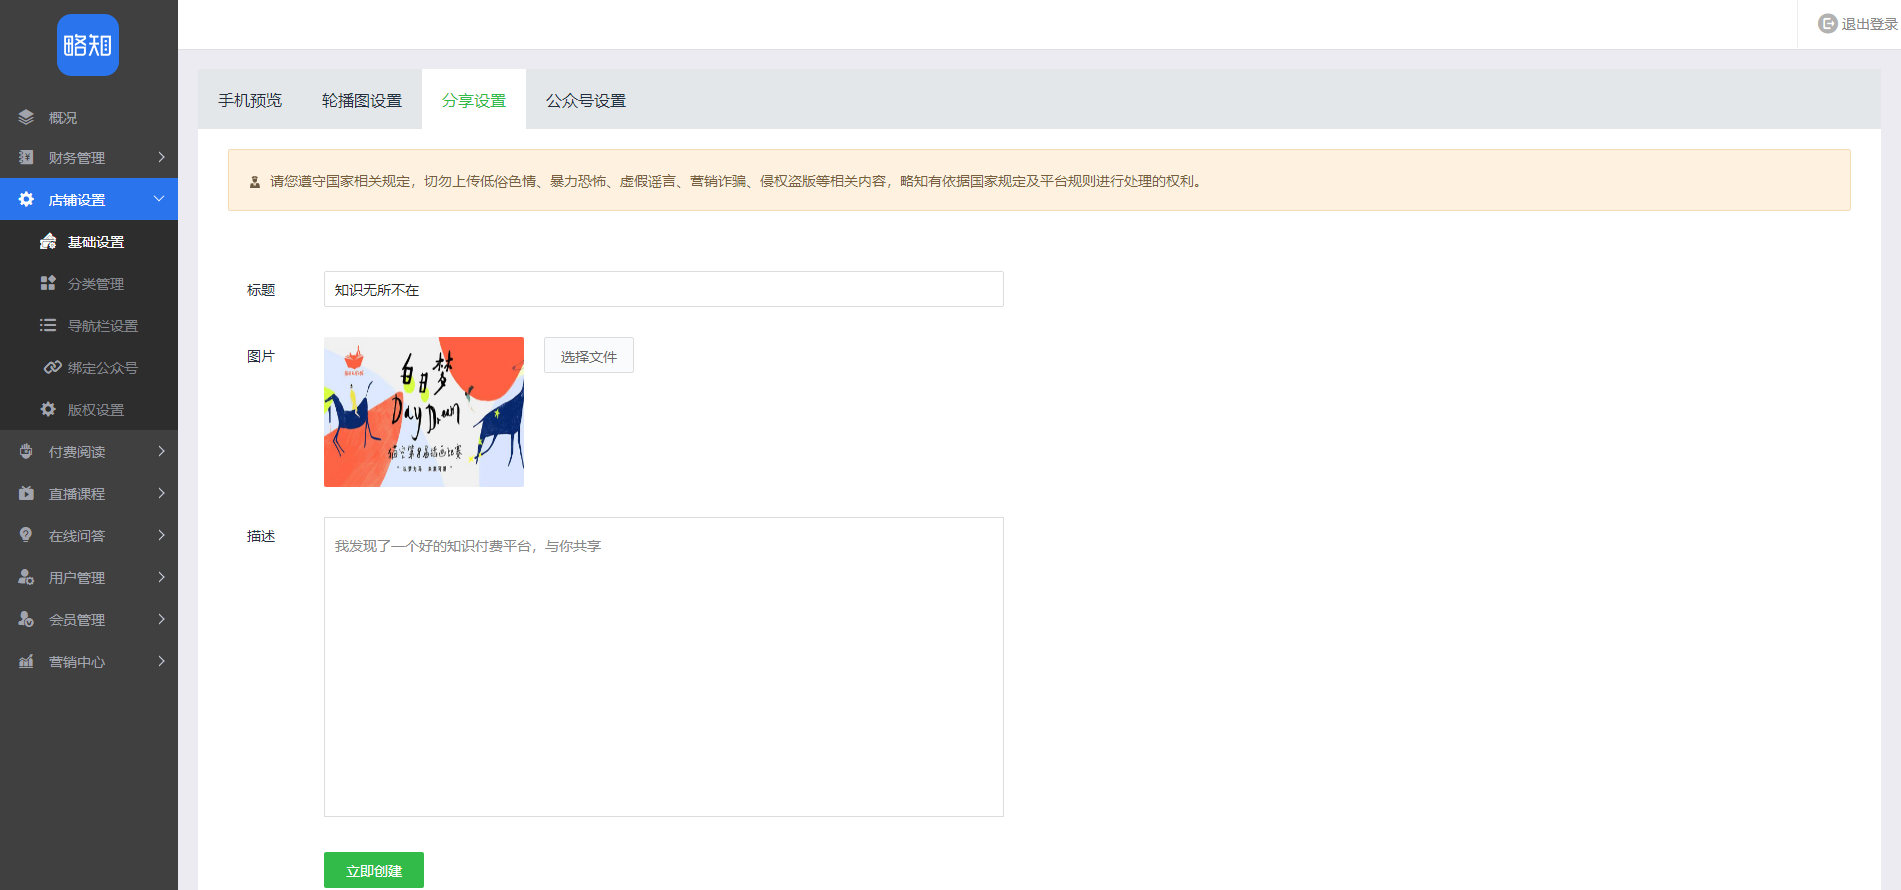 略知
退出登录
概况
财务管理
店铺设置
基础设置
分类管理
导航栏设置
绑定公众号
版权设置
付费阅读
直播课程
在线问答
用户管理
会员管理
营销中心
手机预览
轮播图设置
分享设置
公众号设置
请您遵守国家相关规定，切勿上传低俗色情、暴力恐怖、虚假谣言、营销诈骗、侵权盗版等相关内容，略知有依据国家规定及平台规则进行处理的权利。
标题
知识无所不在
图片
选择文件
白日梦
Day Dream
描述
我发现了一个好的知识付费平台，与你共享
立即创建